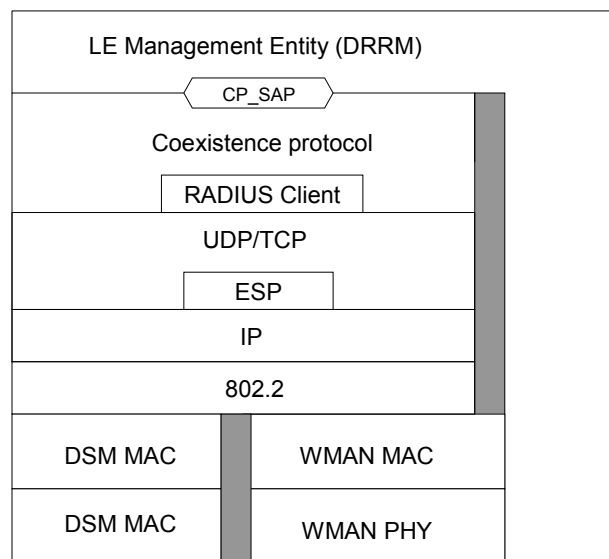 LE Management Entity (DRRM)
CP_SAP
Coexistence protocol
RADIUS Client
UDP/TCP
ESP
IP
802.2
DSM MAC
WMAN MAC
DSM MAC
WMAN PHY